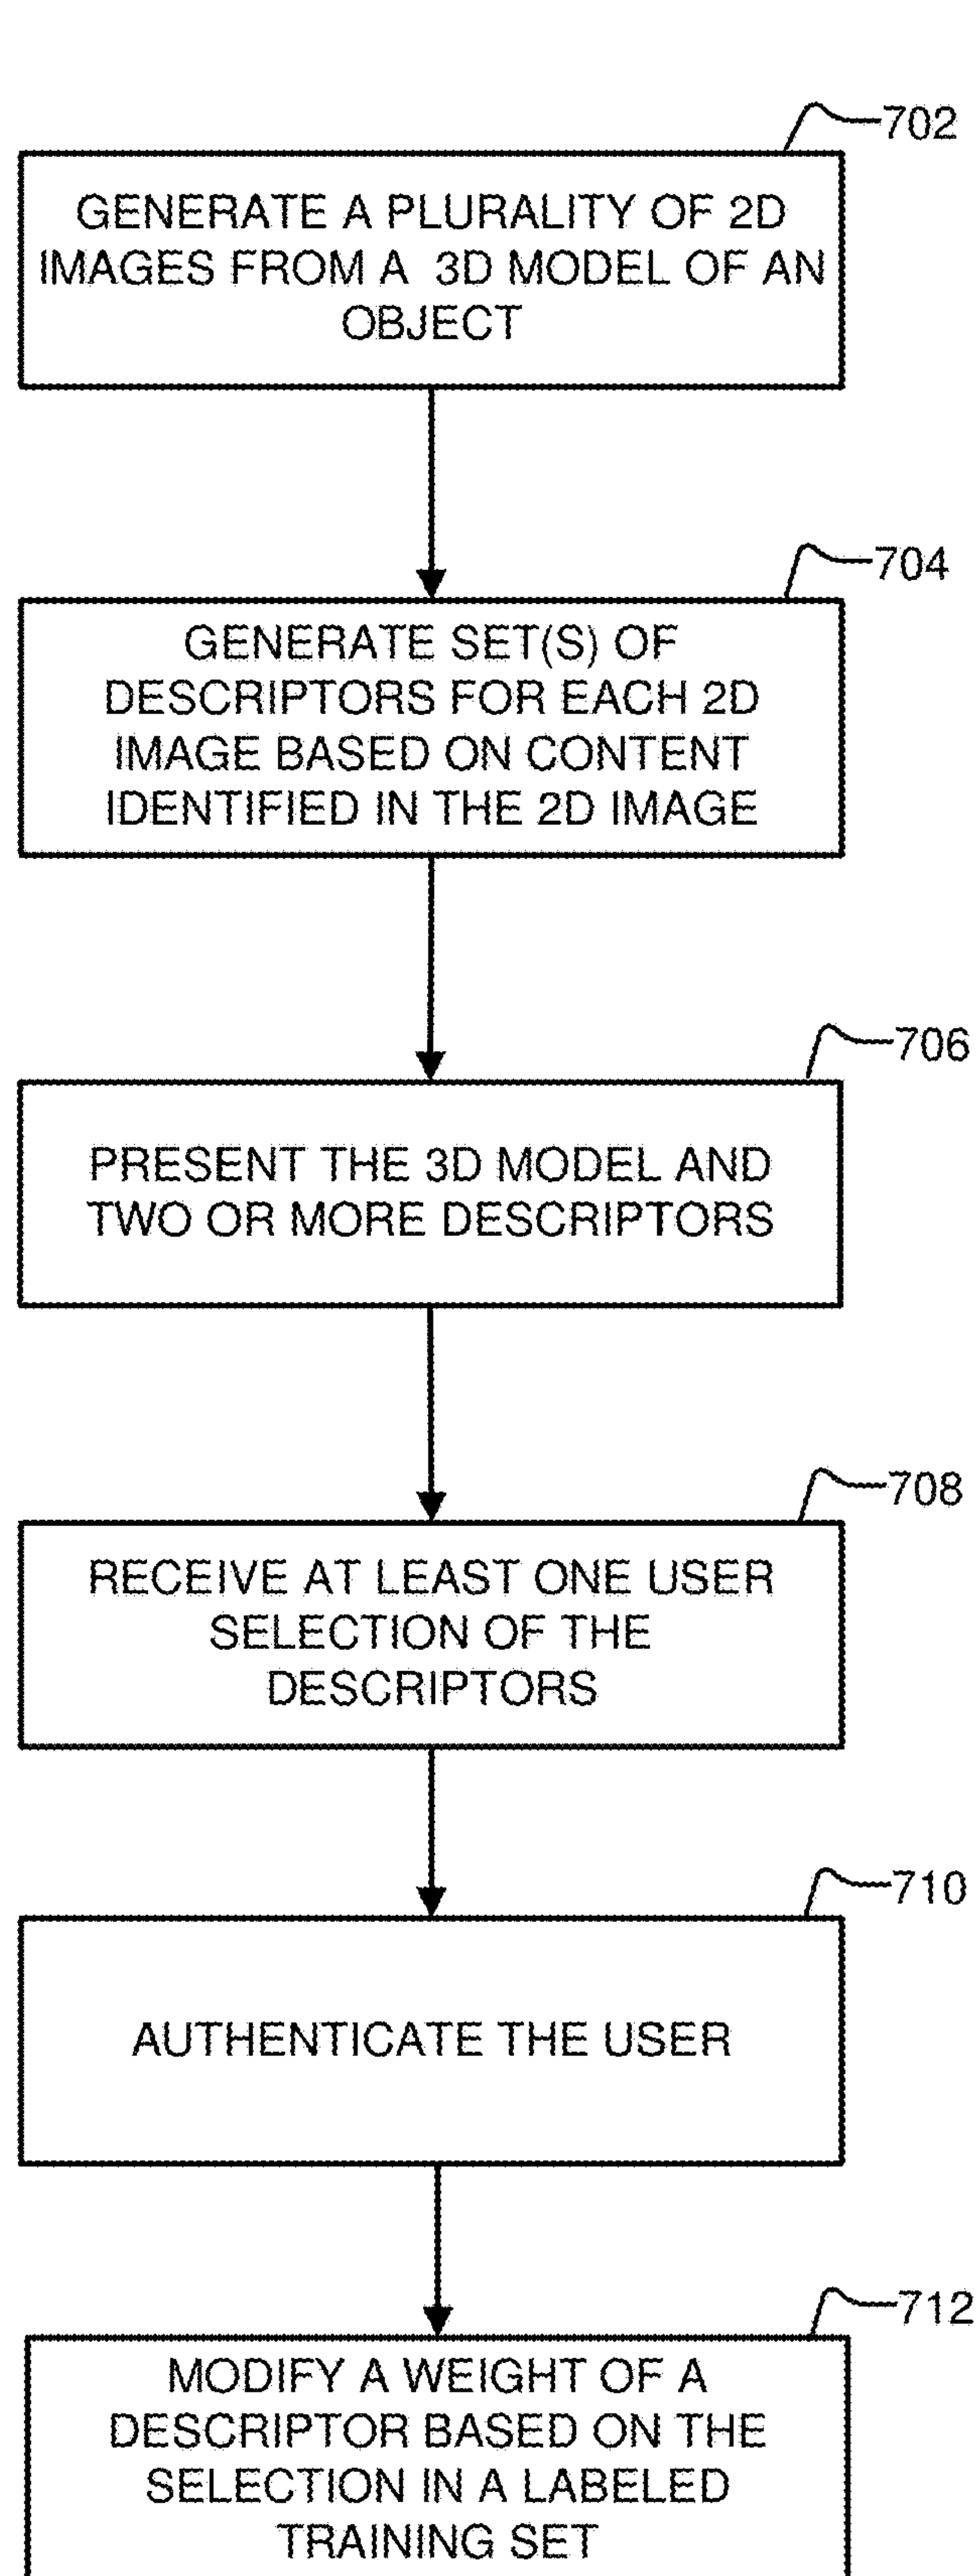 702
GENERATE A PLURALITY OF 2D
IMAGES FROM A 3D MODEL OF AN
OBJECT
704
GENERATE SET(S) OF
DESCRIPTORS FOR EACH 2D
IMAGE BASED ON CONTENT
IDENTIFIED IN THE 2D IMAGE
706
PRESENT THE 3D MODEL AND
TWO OR MORE DESCRIPTORS
708
RECEIVE AT LEAST ONE USER
SELECTION OF THE
DESCRIPTORS
710
AUTHENTICATE THE USER
712
MODIFY A WEIGHT OF A
DESCRIPTOR BASED ON THE
SELECTION IN A LABELED
TRAINING SET